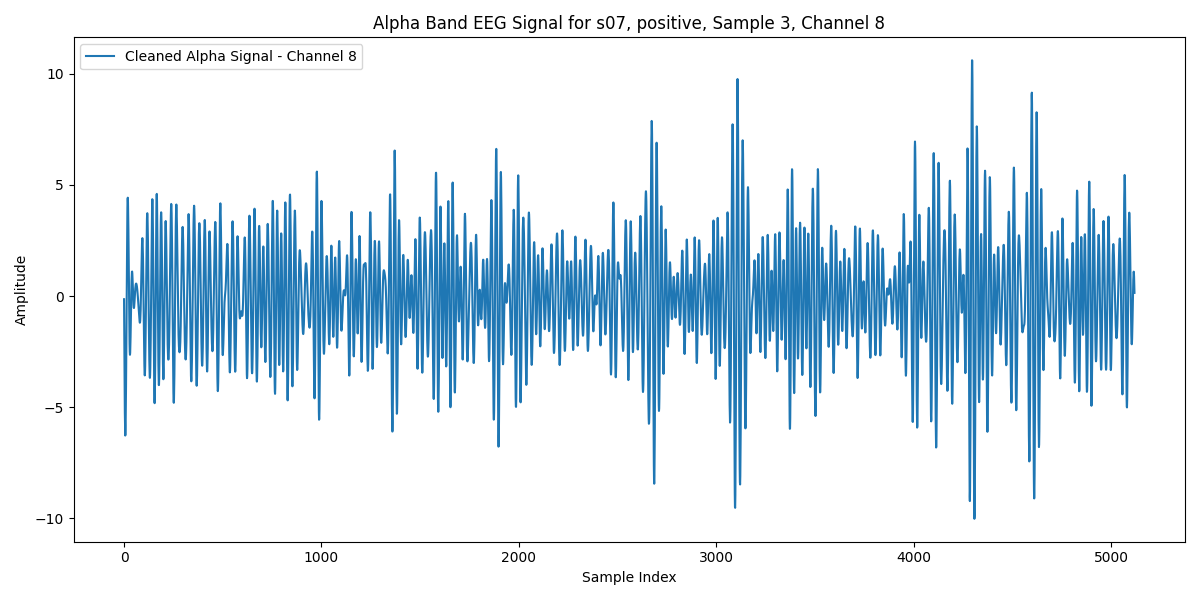 Alpha Band EEG Signal for s07, positive, Sample 3, Channel 8
Cleaned Alpha Signal - Channel 8
Amplitude
10
5
0
−5
−10
0 1000 2000 3000 4000 5000
Sample Index